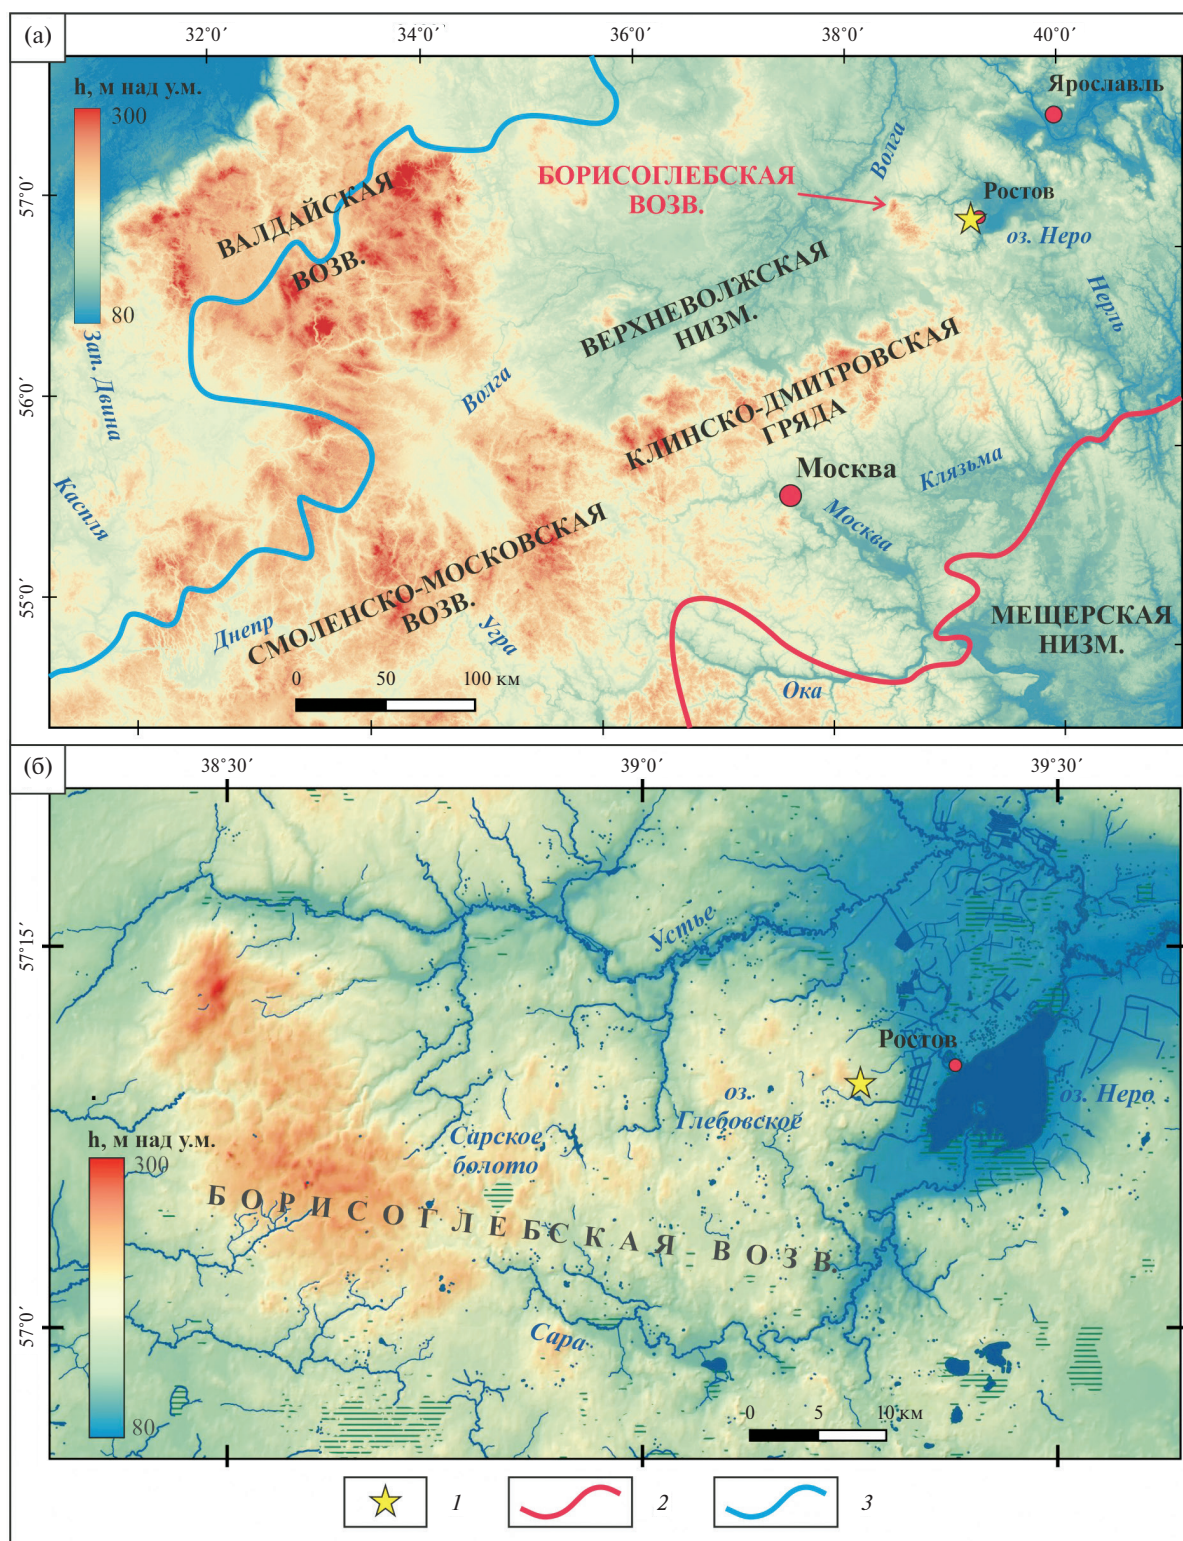 (а)
32°0′
34°0′
36°0′
38°0′
40°0′
h, м над у.м.
300
80
57°0′
56°0′
55°0′
Ярославль
Волга
БОРИСОГЛЕБСКАЯ
ВОЗВ.
Ростов
оз. Неро
ВАЛДАЙСКАЯ
ВОЗВ.
ВЕРХНЕВОЛЖСКАЯ
НИЗМ.
Нерль
Зап. Двина
Волга
КЛИНСКО-ДМИТРОВСКАЯ
ГРЯДА
Москва
Клязьма
Каспля
Москва
СМОЛЕНСКО-МОСКОВСКАЯ
ВОЗВ.
МЕЩЕРСКАЯ
НИЗМ.
Днепр
Угра
Ока
0
50
100 км
(б)
38°30′
39°0′
39°30′
57°15′
57°0′
Устье
Ростов
оз. Неро
оз.
Глебовское
Сарское
болото
h, м над у.м.
300
80
БОРИСОГЛЕБСКАЯ ВОЗВ.
Сара
0
5
10 км
1
2
3